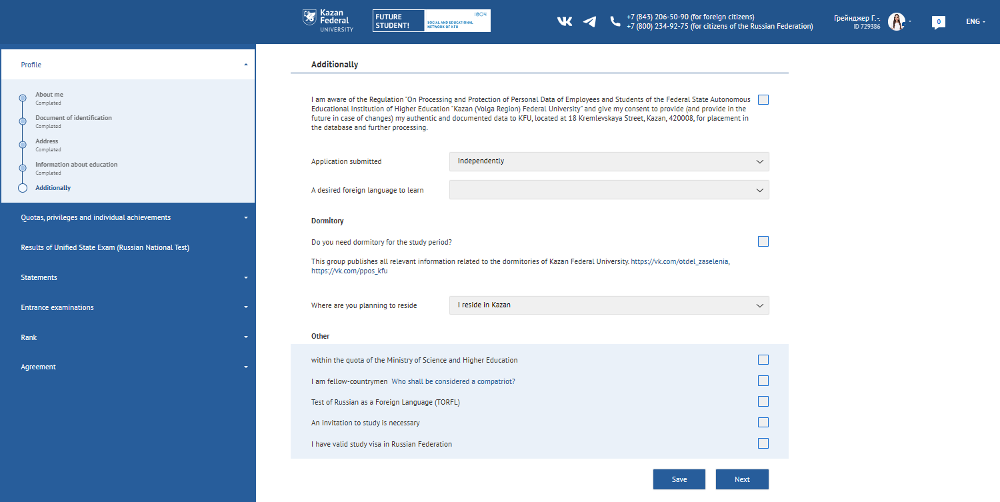 Kazan
Federal
UNIVERSITY
FUTURE
STUDENT!
1804
SOCIAL AND EDUCATIONAL
NETWORK OF KFU
+7 (843) 206-50-90 (for foreign citizens)
+7 (800) 234-92-75 (for citizens of the Russian Federation)
Грейнджер Г. -.
ID 729386
0
ENG
Profile
About me
Completed
Document of identification
Completed
Address
Completed
Information about education
Completed
Additionally
Quotas, privileges and individual achievements
Results of Unified State Exam (Russian National Test)
Statements
Entrance examinations
Rank
Agreement
Additionally
I am aware of the Regulation "On Processing and Protection of Personal Data of Employees and Students of the Federal State Autonomous
Educational Institution of Higher Education "Kazan (Volga Region) Federal University" and give my consent to provide (and provide in the
future in case of changes) my authentic and documented data to KFU, located at 18 Kremlevskaya Street, Kazan, 420008, for placement in
the database and further processing.
Application submitted
Independently
A desired foreign language to learn
Dormitory
Do you need dormitory for the study period?
This group publishes all relevant information related to the dormitories of Kazan Federal University. https://vk.com/otdel_zaselenia,
https://vk.com/ppos_kfu
Where are you planning to reside
I reside in Kazan
Other
within the quota of the Ministry of Science and Higher Education
I am fellow-countrymen Who shall be considered a compatriot?
Test of Russian as a Foreign Language (TORFL)
An invitation to study is necessary
I have valid study visa in Russian Federation
Save
Next